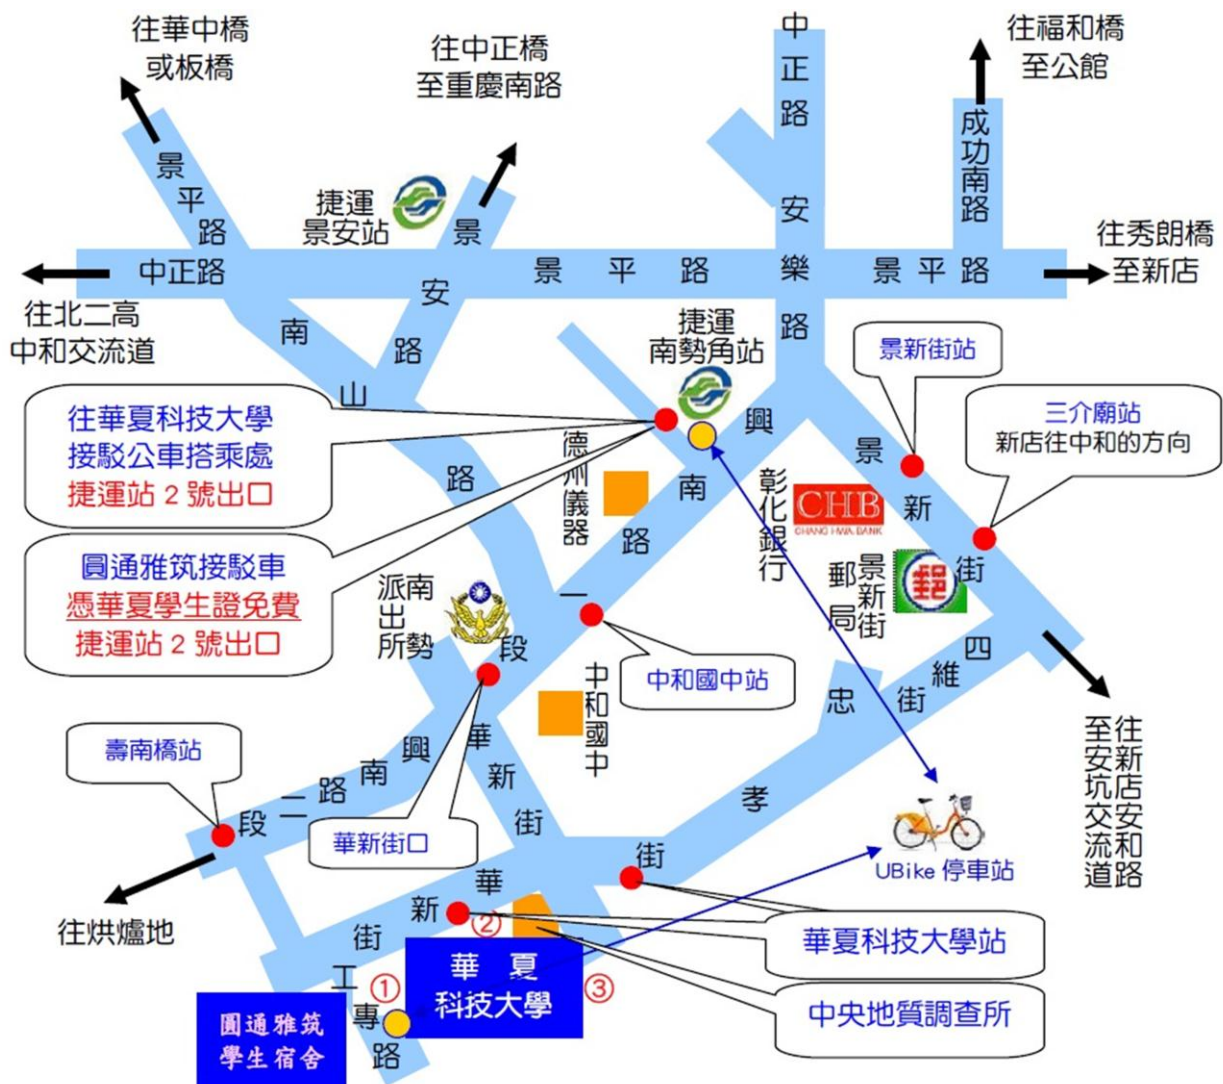 往華中橋
或板橋
往中正橋
至重慶南路
中正路
往福和橋
至公館
成功南路
景平路
捷運
景安站
景安路
安樂路
往秀朗橋
至新店
中正路
景平路
景平路
往北二高
中和交流道
南山路
捷運
南勢角站
景新街站
三介廟站
新店往中和的方向
往華夏科技大學
接駁公車搭乘處
捷運站 2 號出口
德州儀器
興南路一段
彰化銀行
CHB
CHANG HWA BANK
景新街
圓通雅筑接駁車
憑華夏學生證免費
捷運站 2 號出口
南勢
派出所
景新街
郵局
郵
中和國中站
中和國中
四維街
忠孝街
往新店安和路
至安坑交流道
壽南橋站
興南路二段
華新街
華新街口
UBike 停車站
往烘爐地
華新街
②
華夏科技大學站
工專路
①
華夏
科技大學
③
中央地質調查所
圓通雅筑
學生宿舍